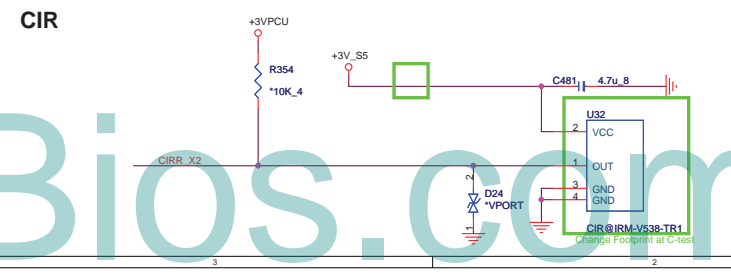 CIR
+3VPCU
+3V_S5
R354
*10K_4
C481
4.7u_8
U32
2
VCC
CIRR_X2
1
OUT
2
D24
*VPORT
1
3
GND
4
GND
CIR@IRM-V538-TR1
Change Footprint at C-test
Bios.com
3
2